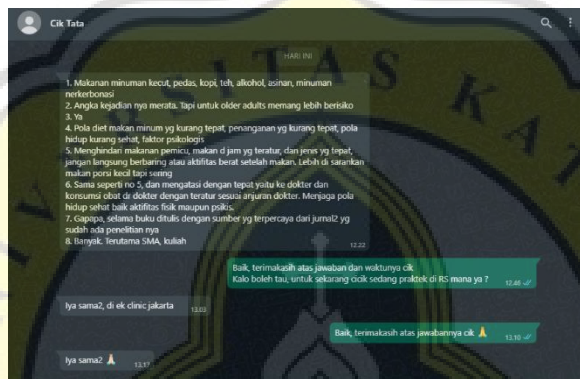 Cik Tata
HARI INI
1. Makanan minuman kecut, pedas, kopi, teh, alkohol, asinan, minuman
nerkerbonasi
2. Angka kejadian nya merata. Tapi untuk older adults memang lebih berisiko
3. Ya
4. Pola diet makan minum yg kurang tepat, penanganan yg kurang tepat, pola
hidup kurang sehat, faktor psikologis
5. Menghindari makanan pemicu, makan d jam yg teratur, dan jenis yg tepat,
jangan langsung berbaring atau aktifitas berat setelah makan. Lebih di sarankan
makan porsi kecil tapi sering
6. Sama seperti no 5, dan mengatasi dengan tepat yaitu ke dokter dan
konsumsi obat dr dokter dengan teratur sesuai anjuran dokter. Menjaga pola
hidup sehat baik aktifitas fisik maupun psikis.
7. Gapapa, selama buku ditulis dengan sumber yg terpercaya dari jurnal2 yg
sudah ada penelitian nya
8. Banyak. Terutama SMA, kuliah
12.22
Baik, terimakasih atas jawaban dan waktunya cik
Kalo boleh tau, untuk sekarang cicik sedang praktek di RS mana ya ?
12.46
Iya sama2, di ek clinic jakarta
13.03
Baik, terimakasih atas jawabannya cik 🙏
13.10
Iya sama2 🙏
13.17
VERSITAS KAT